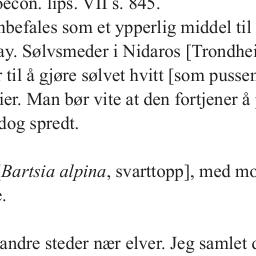 oecon. lips. VII s. 845.
nbefales som et ypperlig middel til
ay. Sølvsmeder i Nidaros [Trondhei
r til å gjøre sølvet hvitt [som pussen
ier. Man bør vite at den fortjener å
dog spredt.
Bartsia alpina, svarttopp], med mo
e.
andre steder nær elver. Jeg samlet d